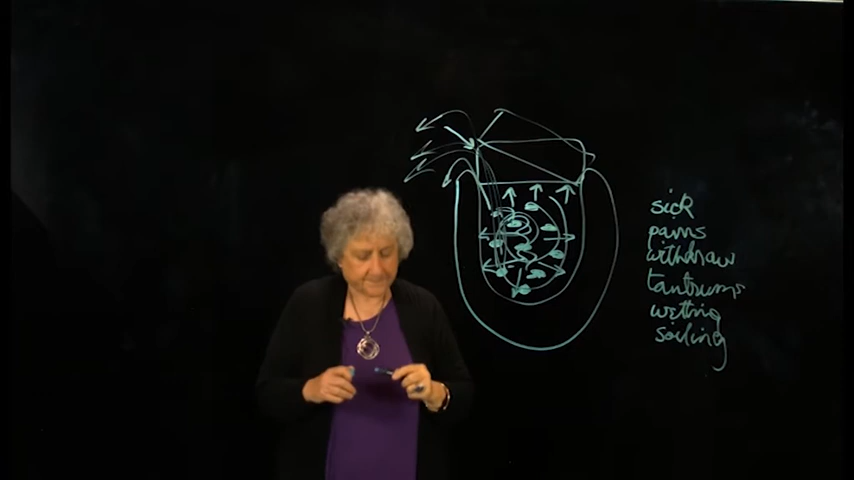 sick
pains
withdraw
tantrums
wetting
soiling